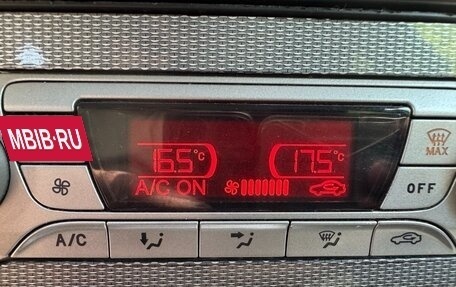 MBIB·RU
16.5°C 17.5°C
A/C ON
MAX
OFF
A/C